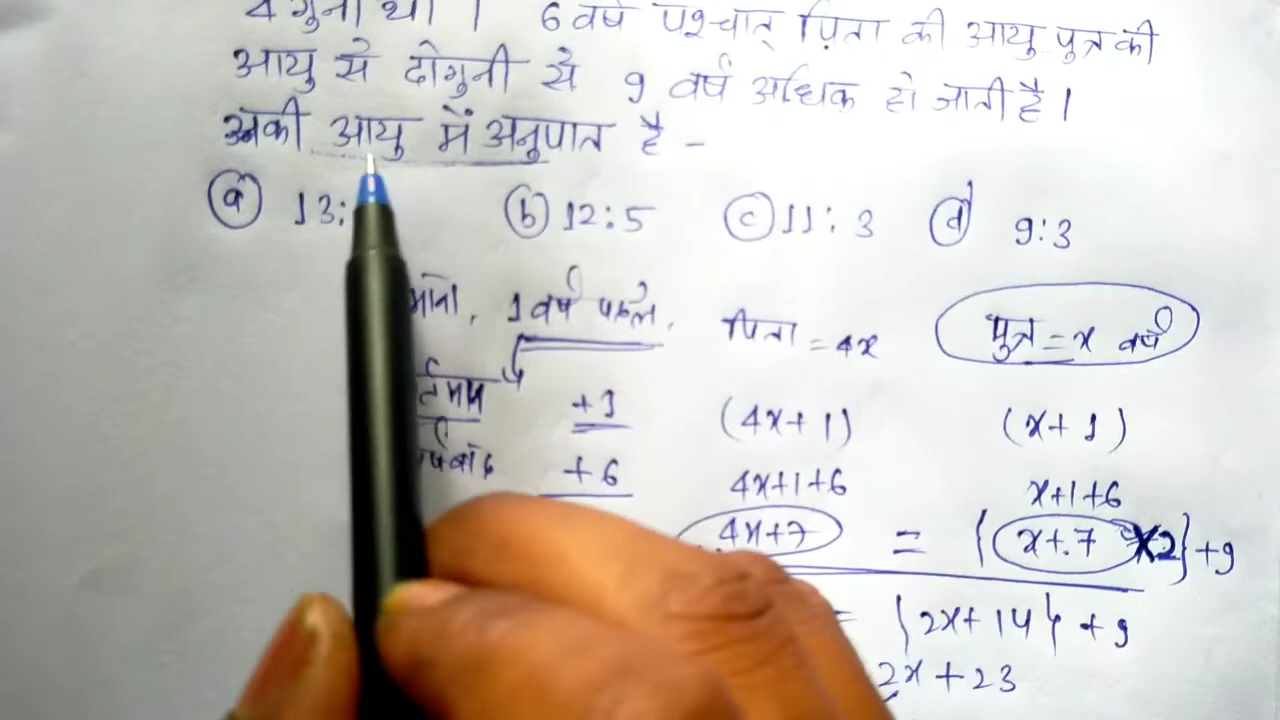 4 गुनी थी । 6 वर्ष पश्चात् पिता की आयु पुत्र की
आयु से दोगुनी से 9 वर्ष अधिक हो जाती है ।
उनकी आयु में अनुपात है -
(a) 13: (b) 12:5 (c) 11:3 (d) 9:3
माना, 1 वर्ष पहले, पिता = 4x पुत्र = x वर्ष
+1 (4x+1) (x+1)
+6 4x+1+6 x+1+6
4x+7 = {x+7 x2}+9
= {2x+14}+9
2x+23